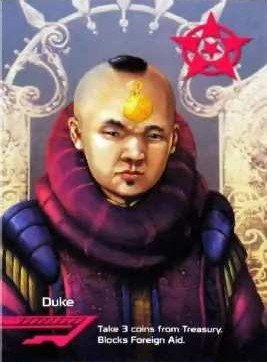 Duke
Take 3 coins from Treasury.
Blocks Foreign Aid.